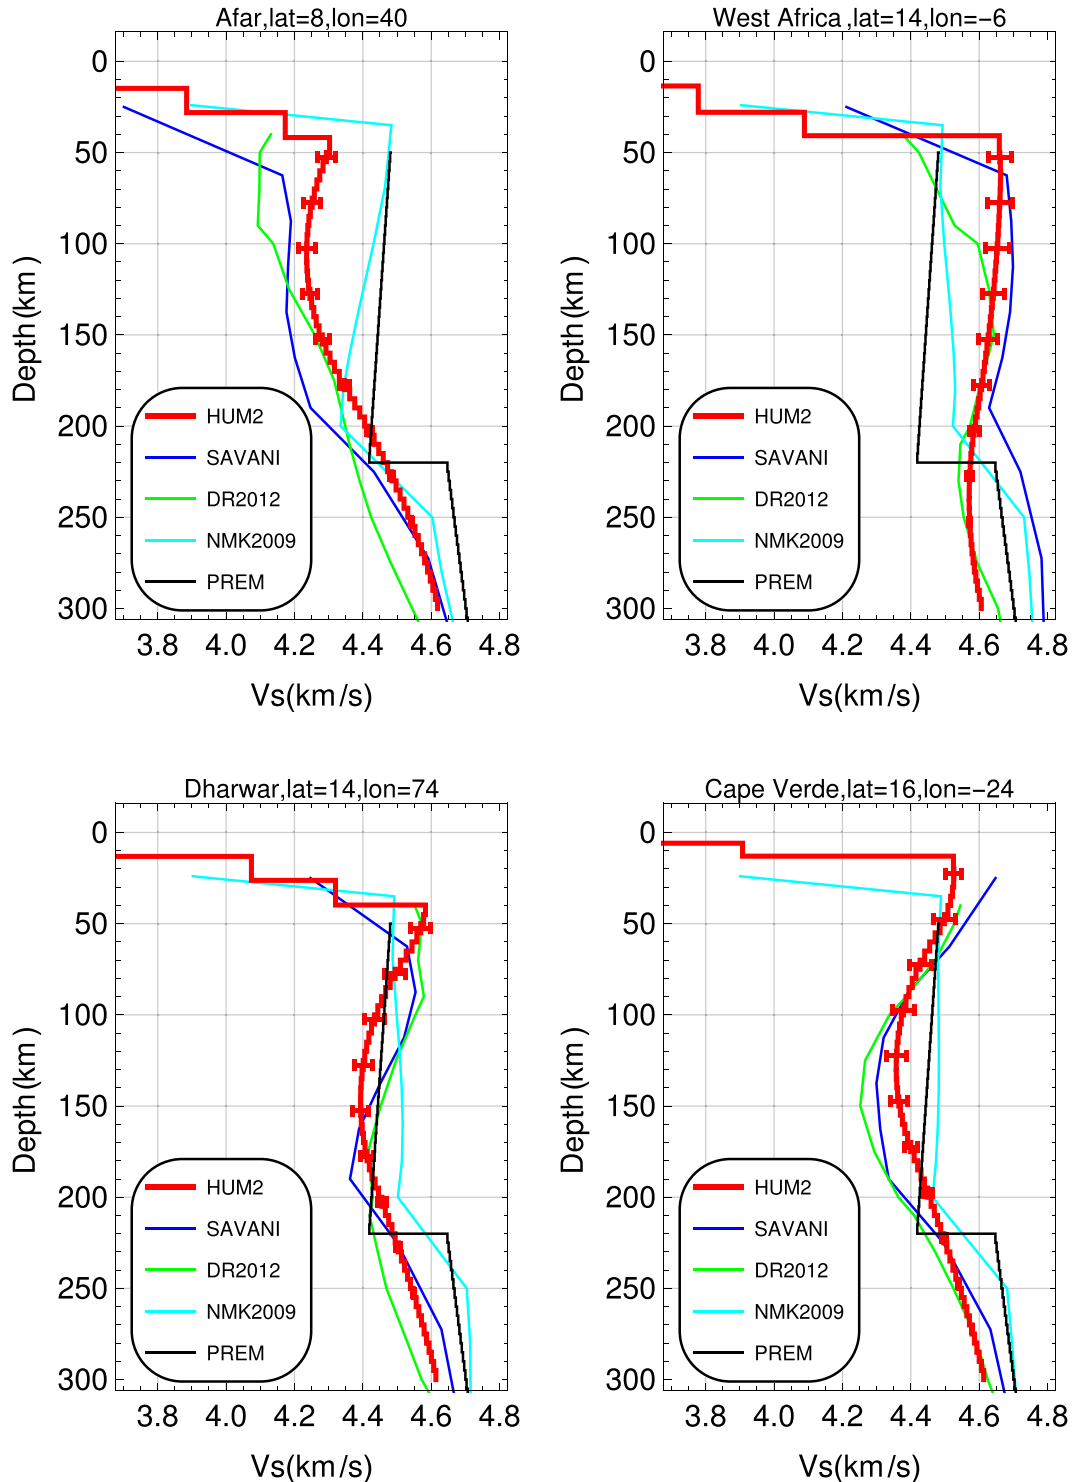 Afar,lat=8,lon=40
0
50
100
150
200
250
300
Depth(km)
HUM2
SAVANI
DR2012
NMK2009
PREM
3.8 4.0 4.2 4.4 4.6 4.8
Vs(km/s)
West Africa,lat=14,lon=−6
0
50
100
150
200
250
300
Depth(km)
HUM2
SAVANI
DR2012
NMK2009
PREM
3.8 4.0 4.2 4.4 4.6 4.8
Vs(km/s)
Dharwar,lat=14,lon=74
0
50
100
150
200
250
300
Depth(km)
HUM2
SAVANI
DR2012
NMK2009
PREM
3.8 4.0 4.2 4.4 4.6 4.8
Vs(km/s)
Cape Verde,lat=16,lon=−24
0
50
100
150
200
250
300
Depth(km)
HUM2
SAVANI
DR2012
NMK2009
PREM
3.8 4.0 4.2 4.4 4.6 4.8
Vs(km/s)